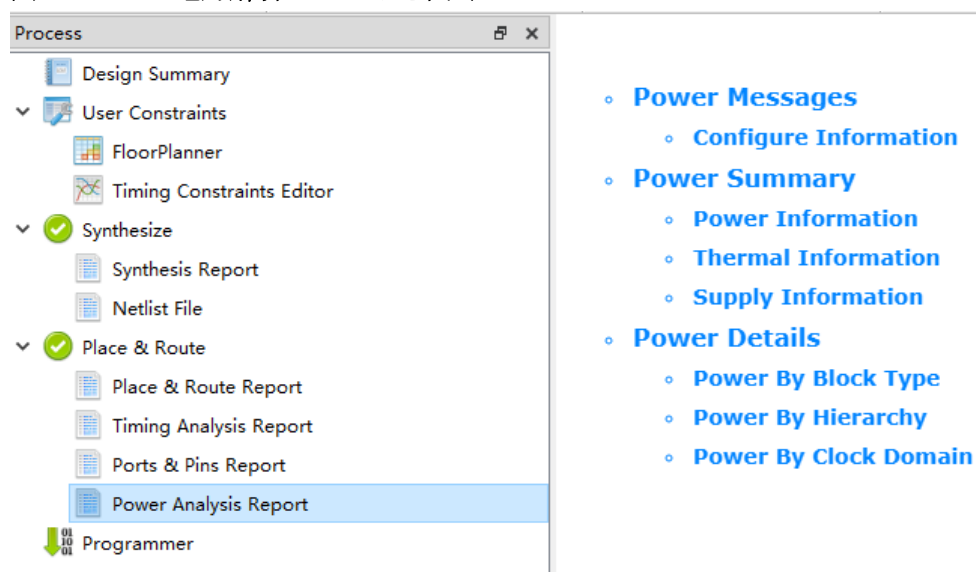 Process
Design Summary
User Constraints
FloorPlanner
Timing Constraints Editor
Synthesize
Synthesis Report
Netlist File
Place & Route
Place & Route Report
Timing Analysis Report
Ports & Pins Report
Power Analysis Report
Programmer
Power Messages
Configure Information
Power Summary
Power Information
Thermal Information
Supply Information
Power Details
Power By Block Type
Power By Hierarchy
Power By Clock Domain